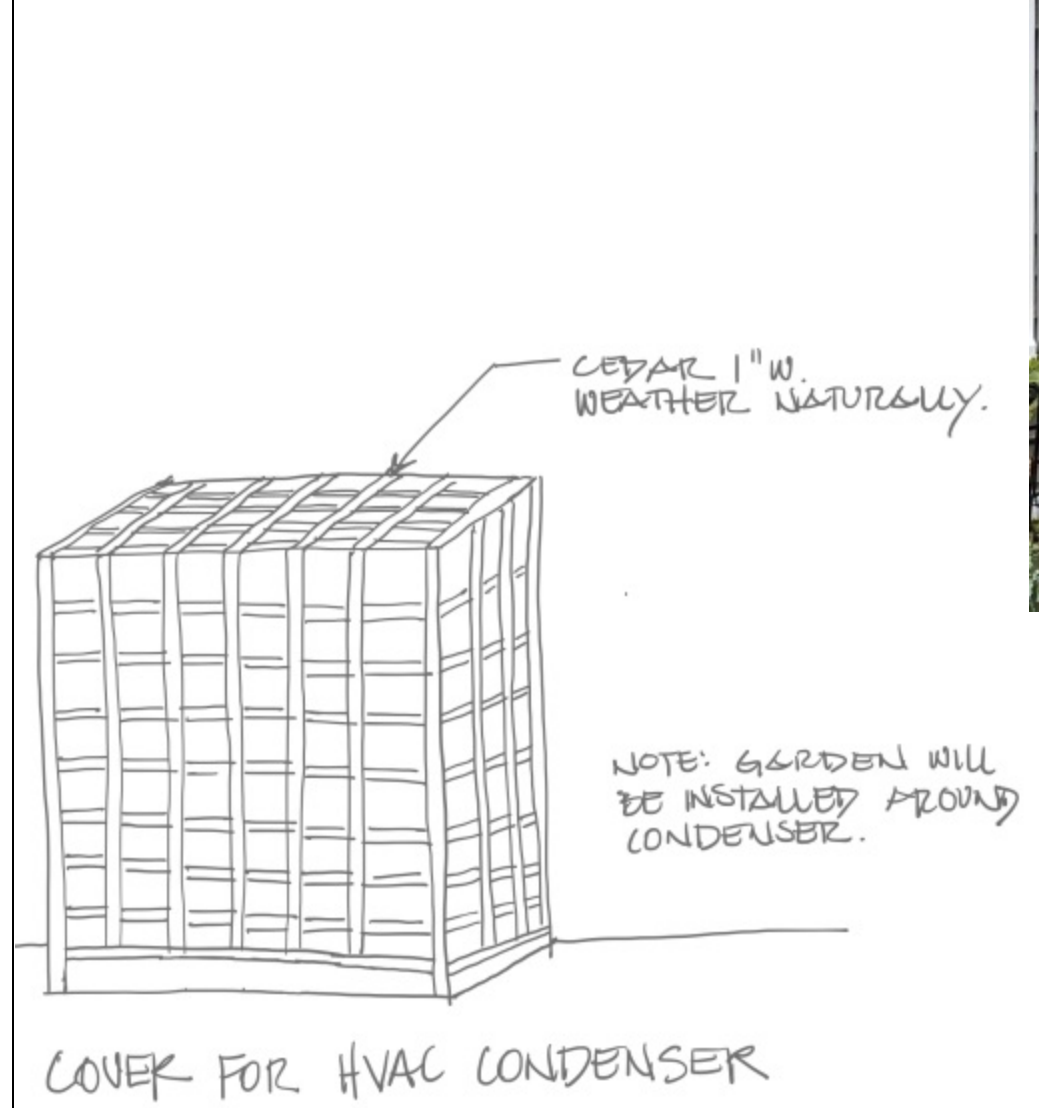 CEDAR 1" W.
WEATHER NATURALLY.
NOTE: GARDEN WILL
BE INSTALLED AROUND
CONDENSER.
COVER FOR HVAC CONDENSER